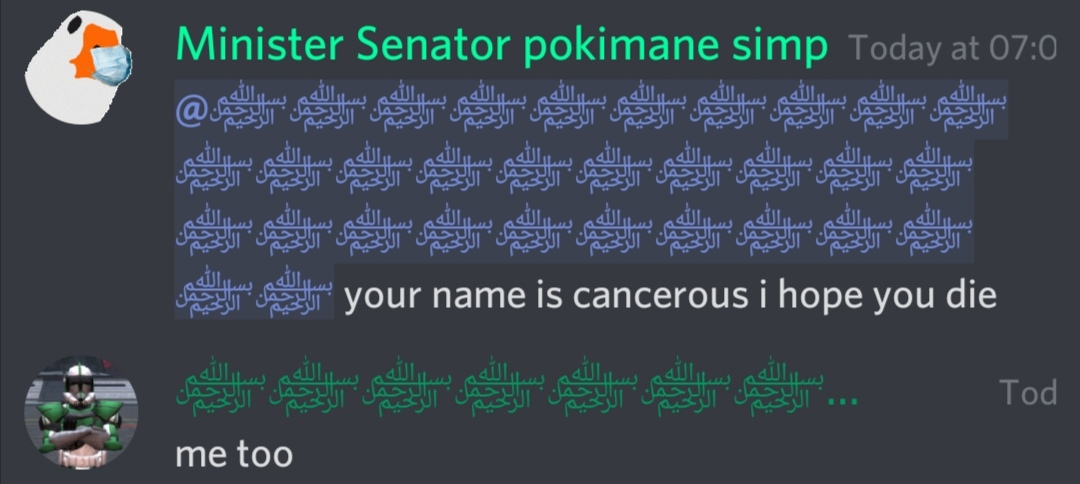 Minister Senator pokimane simp Today at 07:0
@﷽﷽﷽﷽﷽﷽﷽﷽﷽﷽
﷽﷽﷽﷽﷽﷽﷽﷽﷽﷽
﷽﷽﷽﷽﷽﷽﷽﷽﷽﷽
﷽﷽ your name is cancerous i hope you die
﷽﷽﷽﷽﷽﷽﷽... Tod
me too